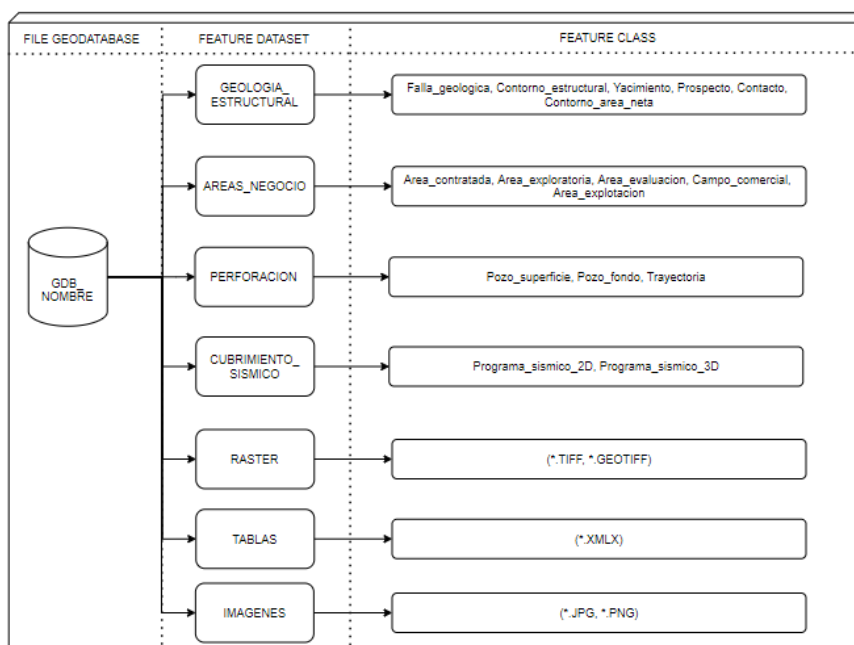 FILE GEODATABASE
FEATURE DATASET
FEATURE CLASS
GDB_
NOMBRE
GEOLOGIA_
ESTRUCTURAL
Falla_geologica, Contorno_estructural, Yacimiento, Prospecto, Contacto,
Contorno_area_neta
AREAS_NEGOCIO
Area_contratada, Area_exploratoria, Area_evaluacion, Campo_comercial,
Area_explotacion
PERFORACION
Pozo_superficie, Pozo_fondo, Trayectoria
CUBRIMIENTO_
SISMICO
Programa_sismico_2D, Programa_sismico_3D
RASTER
(*.TIFF, *.GEOTIFF)
TABLAS
(*.XMLX)
IMAGENES
(*.JPG, *.PNG)